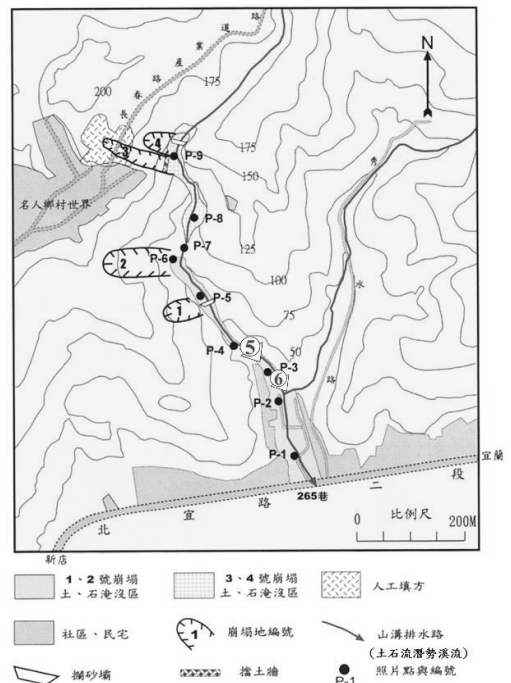 路
道
業
產
路
春
長
200
175
N
175
150
P-9
4
3
名人鄉村世界
P-8
125
P-7
P-6
2
100
P-5
1
75
P-4
5
50
P-3
6
P-2
秀
水
路
P-1
265巷
宜蘭
北 宜 路 二 段
新店
比例尺
0 200M
1、2號崩塌
土、石淹沒區
3、4號崩塌
土、石淹沒區
人工填方
社區、民宅
1
崩塌地編號
山溝排水路
(土石流潛勢溪流)
攔砂壩
擋土牆
P-1
照片點與編號